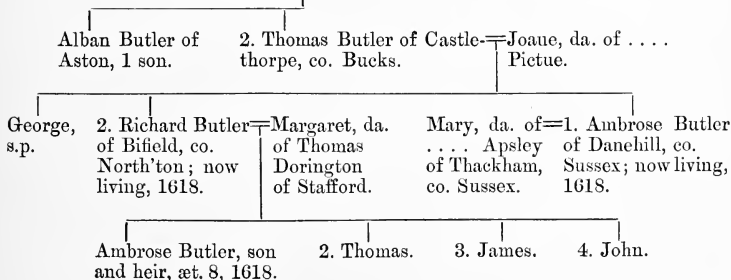 Alban Butler of
Aston, 1 son.
2. Thomas Butler of Castle-
thorpe, co. Bucks.
Joane, da. of ....
Pictue.
George,
s.p.
2. Richard Butler
of Bifield, co.
North'ton ; now
living, 1618.
Margaret, da.
of Thomas
Dorington
of Stafford.
Mary, da. of
.... Apsley
of Thackham,
co. Sussex.
1. Ambrose Butler
of Danehill, co.
Sussex ; now living,
1618.
Ambrose Butler, son
and heir, æt. 8, 1618.
2. Thomas.
3. James.
4. John.